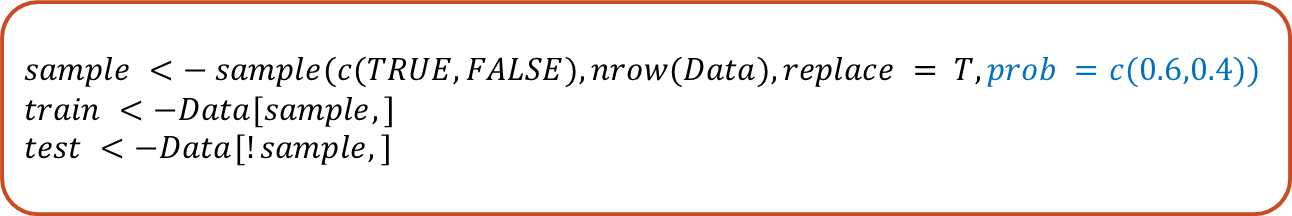 sample <- sample(c(TRUE,FALSE),nrow(Data),replace = T,prob = c(0.6,0.4))
train <-Data[sample,]
test <-Data[!sample,]